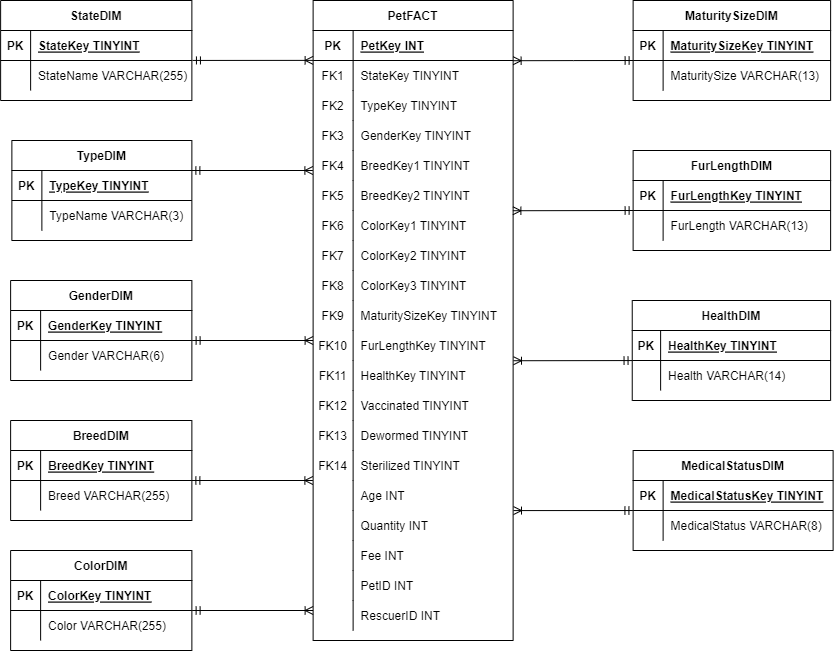 StateDIM
PK StateKey TINYINT
StateName VARCHAR(255)
TypeDIM
PK TypeKey TINYINT
TypeName VARCHAR(3)
GenderDIM
PK GenderKey TINYINT
Gender VARCHAR(6)
BreedDIM
PK BreedKey TINYINT
Breed VARCHAR(255)
ColorDIM
PK ColorKey TINYINT
Color VARCHAR(255)
PetFACT
PK PetKey INT
FK1 StateKey TINYINT
FK2 TypeKey TINYINT
FK3 GenderKey TINYINT
FK4 BreedKey1 TINYINT
FK5 BreedKey2 TINYINT
FK6 ColorKey1 TINYINT
FK7 ColorKey2 TINYINT
FK8 ColorKey3 TINYINT
FK9 MaturitySizeKey TINYINT
FK10 FurLengthKey TINYINT
FK11 HealthKey TINYINT
FK12 Vaccinated TINYINT
FK13 Dewormed TINYINT
FK14 Sterilized TINYINT
Age INT
Quantity INT
Fee INT
PetID INT
RescuerID INT
MaturitySizeDIM
PK MaturitySizeKey TINYINT
MaturitySize VARCHAR(13)
FurLengthDIM
PK FurLengthKey TINYINT
FurLength VARCHAR(13)
HealthDIM
PK HealthKey TINYINT
Health VARCHAR(14)
MedicalStatusDIM
PK MedicalStatusKey TINYINT
MedicalStatus VARCHAR(8)